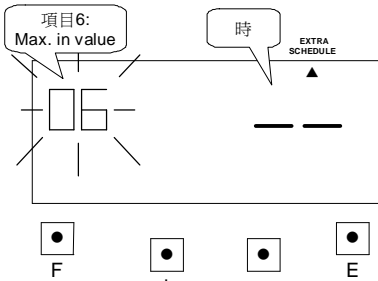 項目6:
Max. in value
時
EXTRA
SCHEDULE
06
F
E